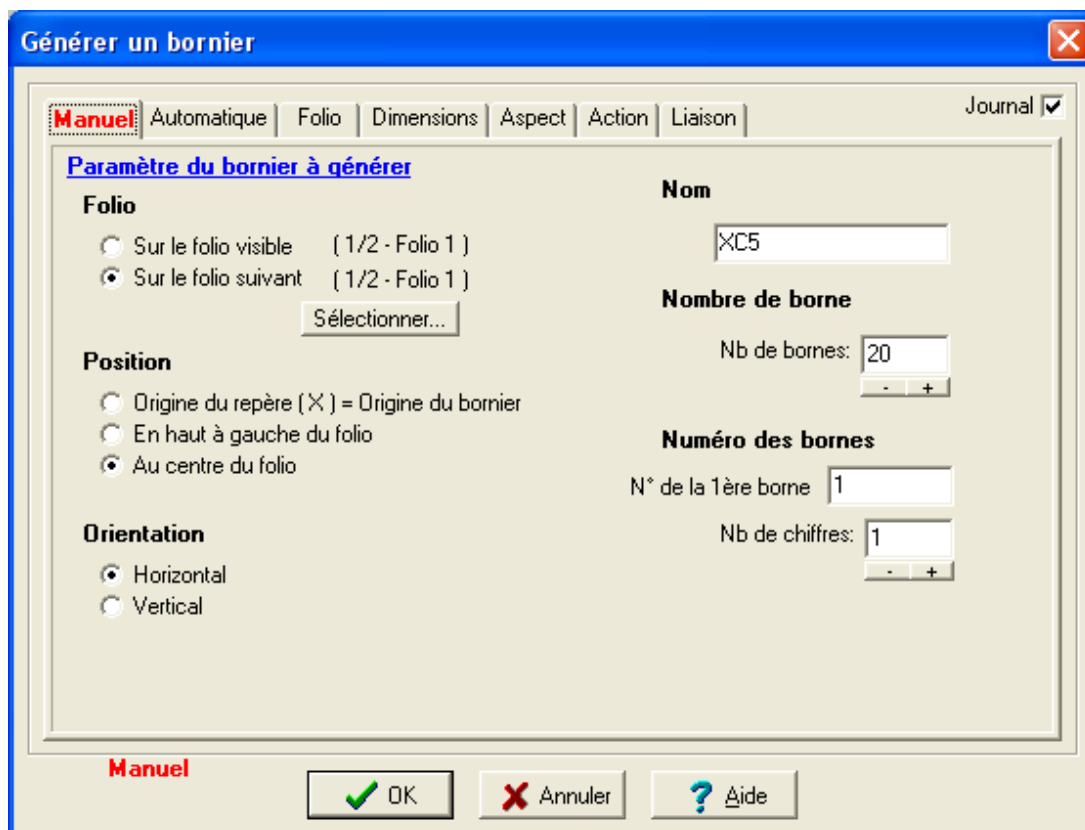 Générer un bornier
Manuel Automatique Folio Dimensions Aspect Action Liaison
Journal
Paramètre du bornier à générer
Folio
Sur le folio visible ( 1/2 - Folio 1 )
Sur le folio suivant ( 1/2 - Folio 1 )
Sélectionner...
Position
Origine du repère ( X ) = Origine du bornier
En haut à gauche du folio
Au centre du folio
Orientation
Horizontal
Vertical
Nom
XC5
Nombre de borne
Nb de bornes: 20
- +
Numéro des bornes
N° de la 1ère borne 1
Nb de chiffres: 1
- +
Manuel
OK Annuler ? Aide